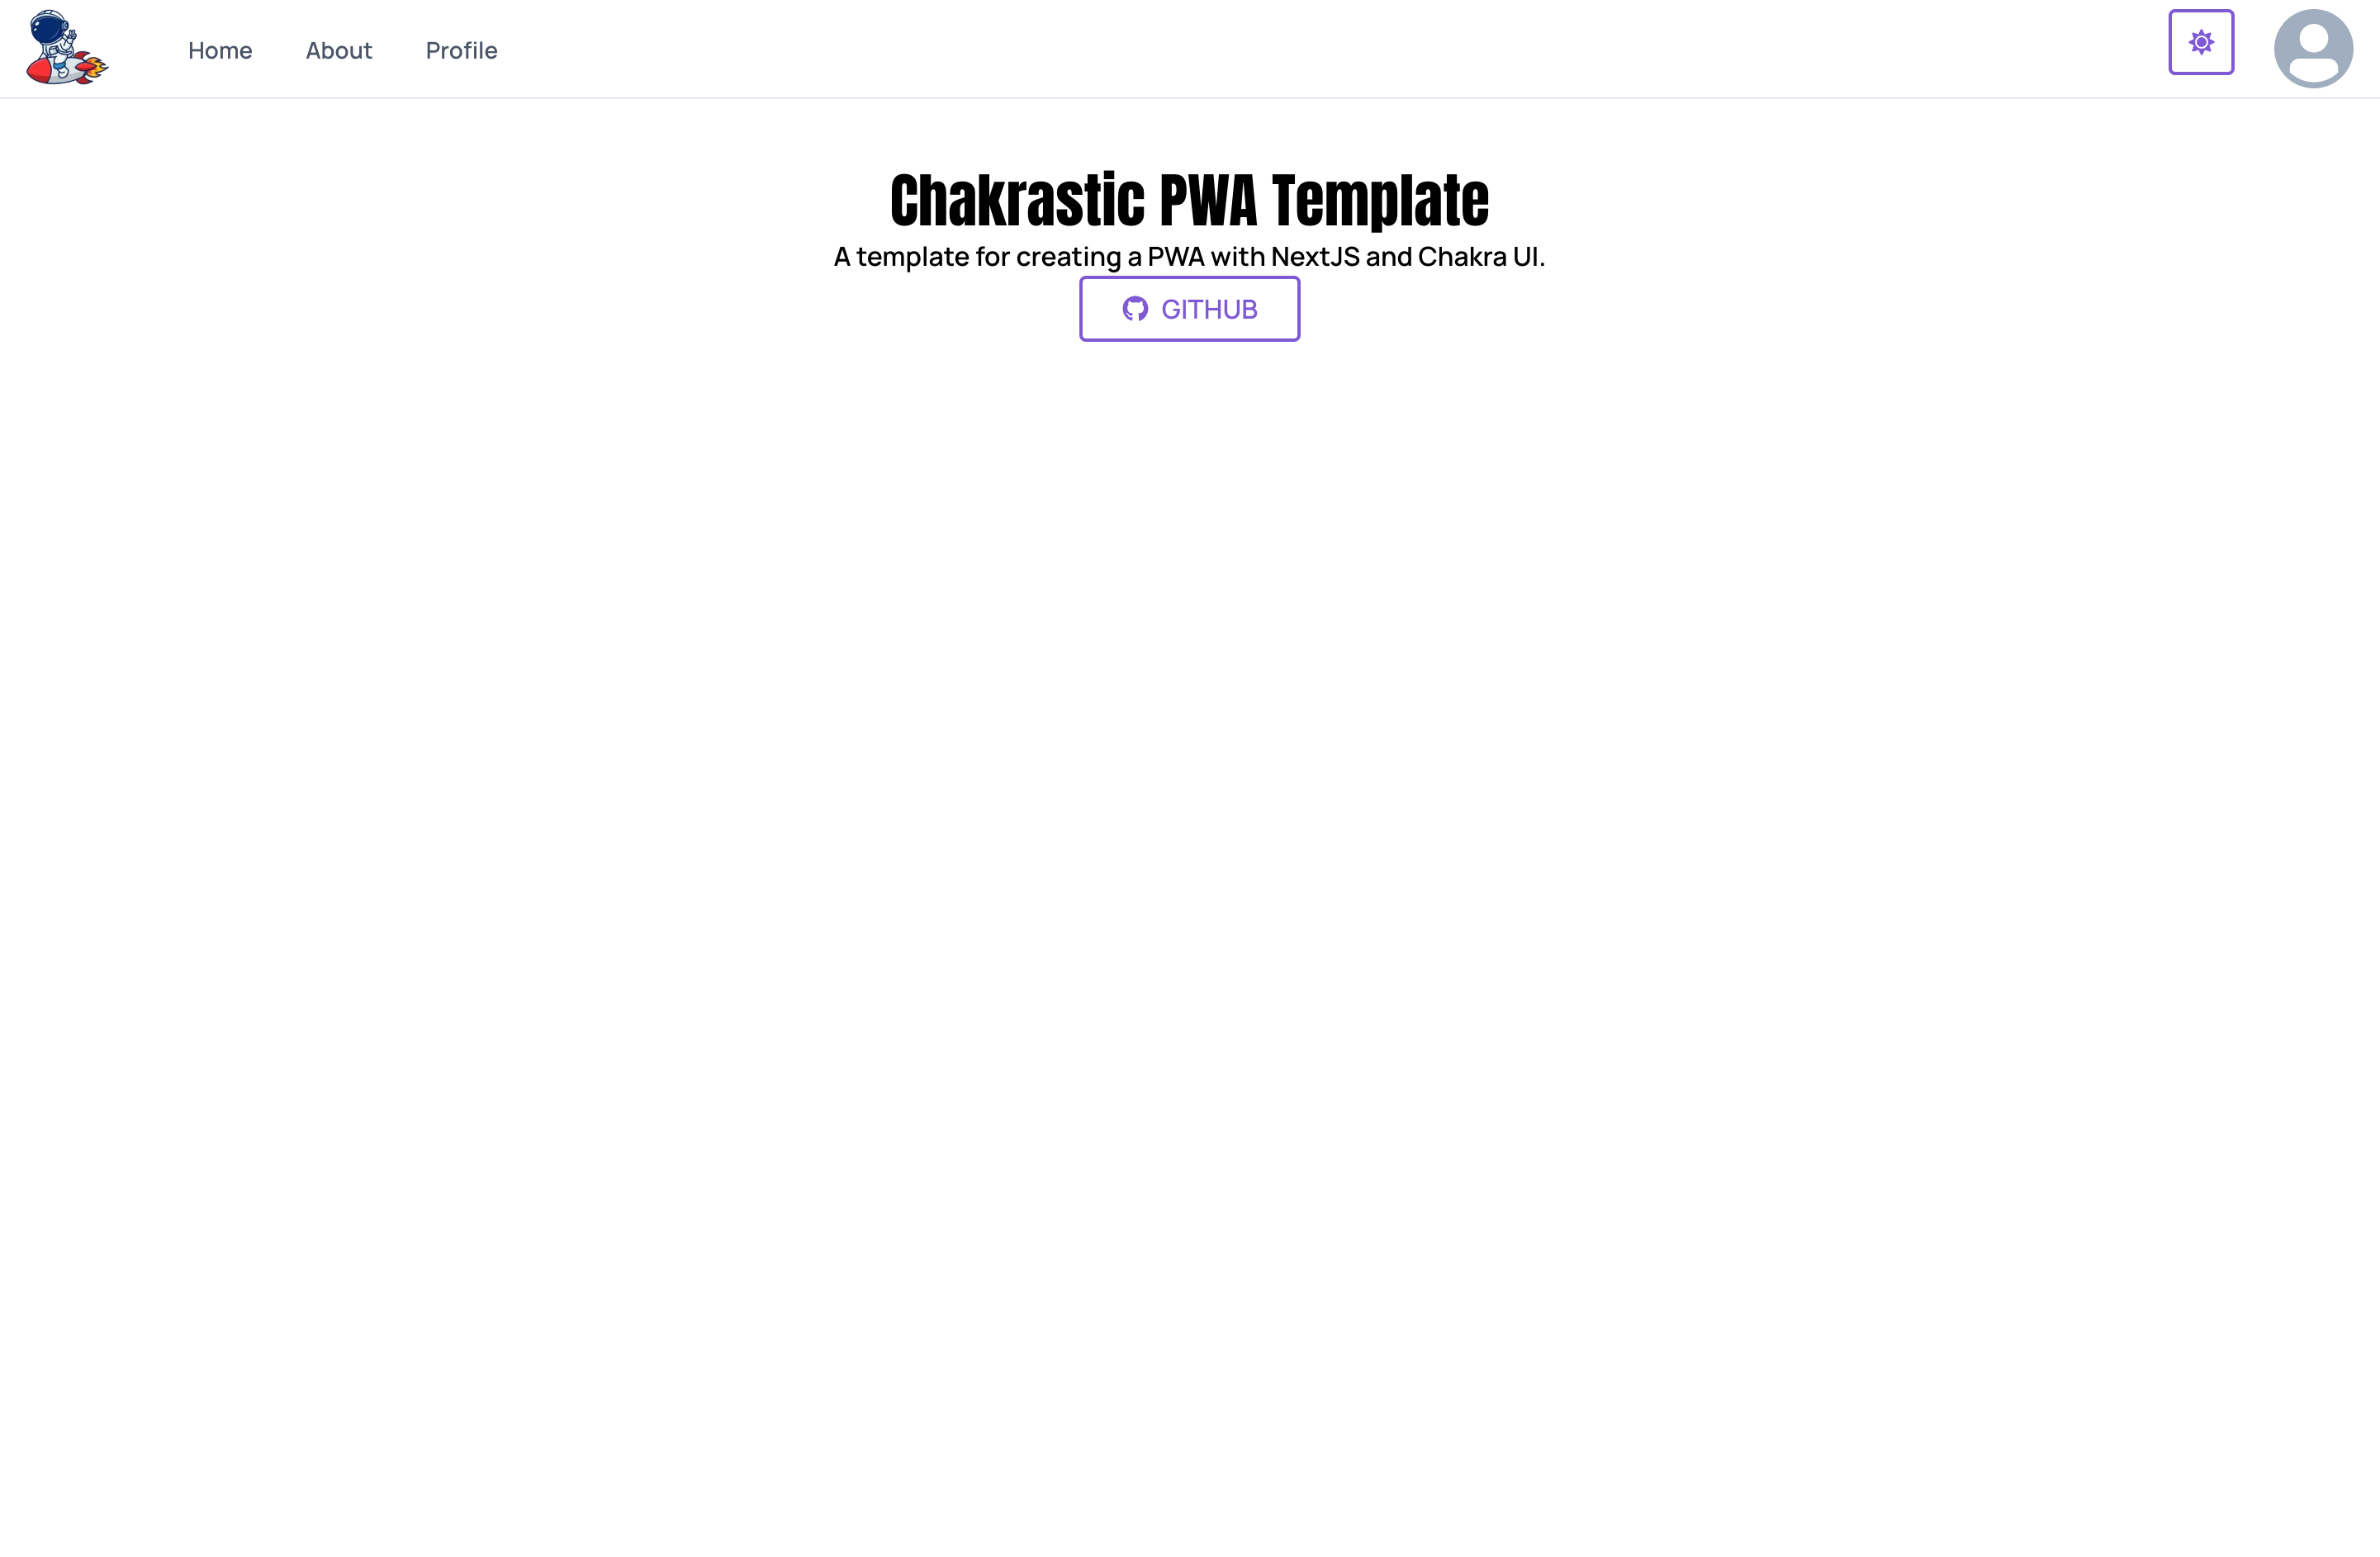 Home About Profile
Chakrastic PWA Template
A template for creating a PWA with NextJS and Chakra UI.
GITHUB